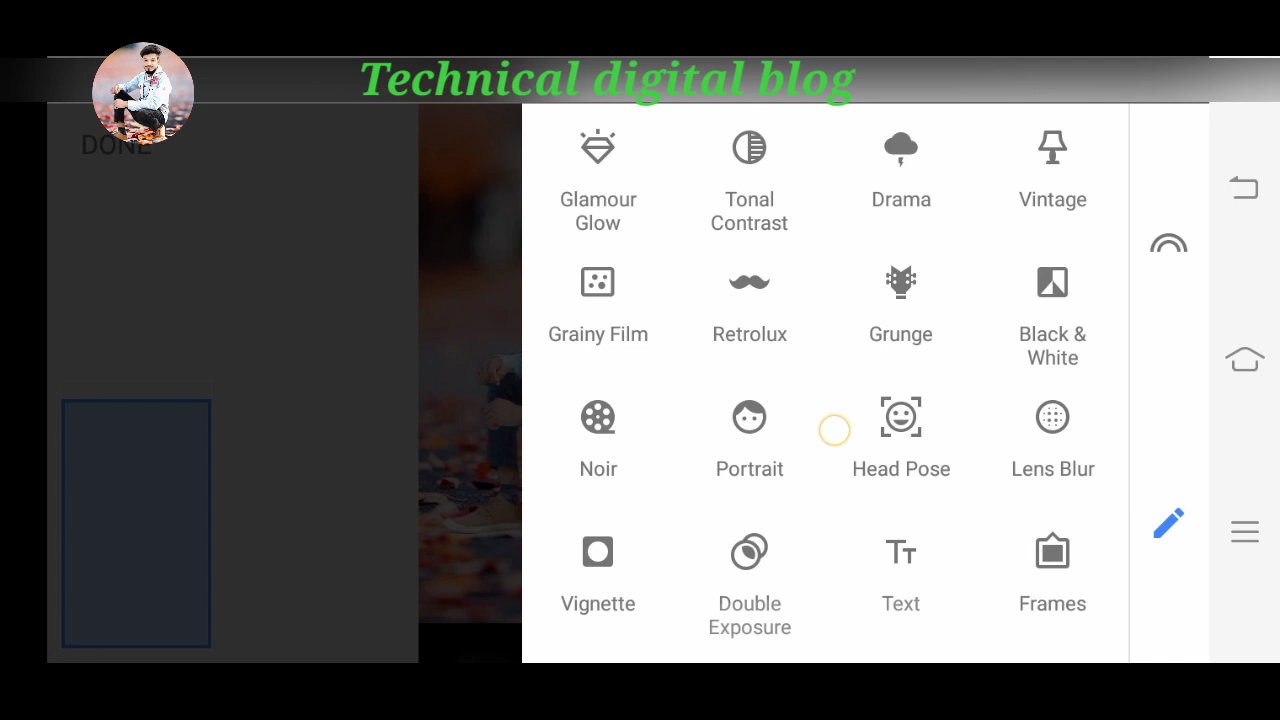 Technical digital blog
DONE
Glamour
Glow
Tonal
Contrast
Drama
Vintage
Grainy Film
Retrolux
Grunge
Black &
White
Noir
Portrait
Head Pose
Lens Blur
Vignette
Double
Exposure
Text
Frames